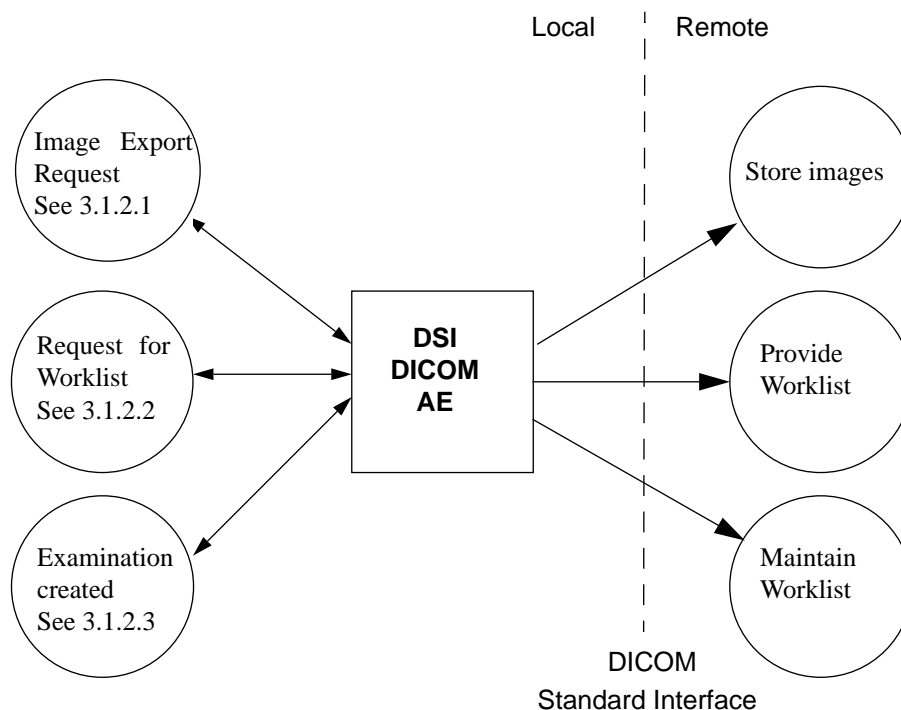 Local
Remote
Image Export
Request
See 3.1.2.1
Store images
Request for
Worklist
See 3.1.2.2
DSI
DICOM
AE
Provide
Worklist
Examination
created
See 3.1.2.3
Maintain
Worklist
DICOM
Standard Interface